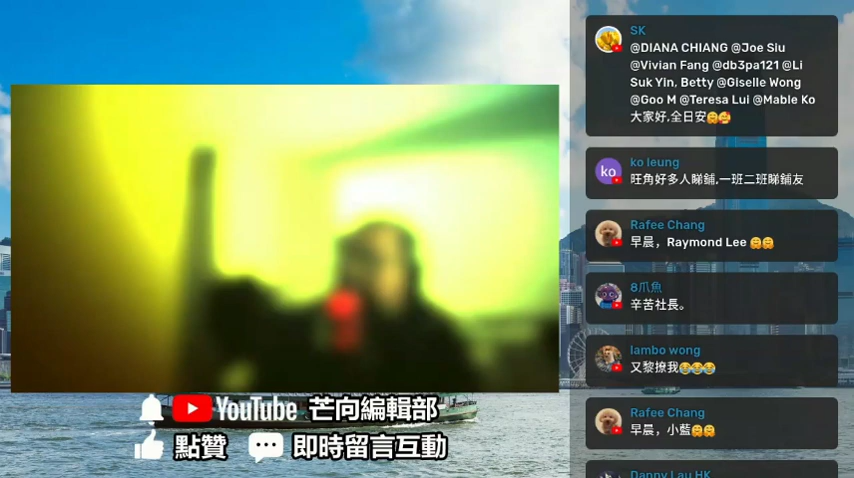 SK
@DIANA CHIANG @Joe Siu
@Vivian Fang @db3pa121 @Li
Suk Yin, Betty @Giselle Wong
@Goo M @Teresa Lui @Mable Ko
大家好,全日安🤗🥰
ko leung
ko
旺角好多人睇鋪,一班二班睇鋪友
Rafee Chang
早晨，Raymond Lee 🤗🤗
8爪魚
辛苦社長。
lambo wong
又黎撩我😂😂😂
Rafee Chang
早晨，小藍🤗🤗
Danny Lau HK
YouTube 芒向編輯部
點贊 即時留言互動